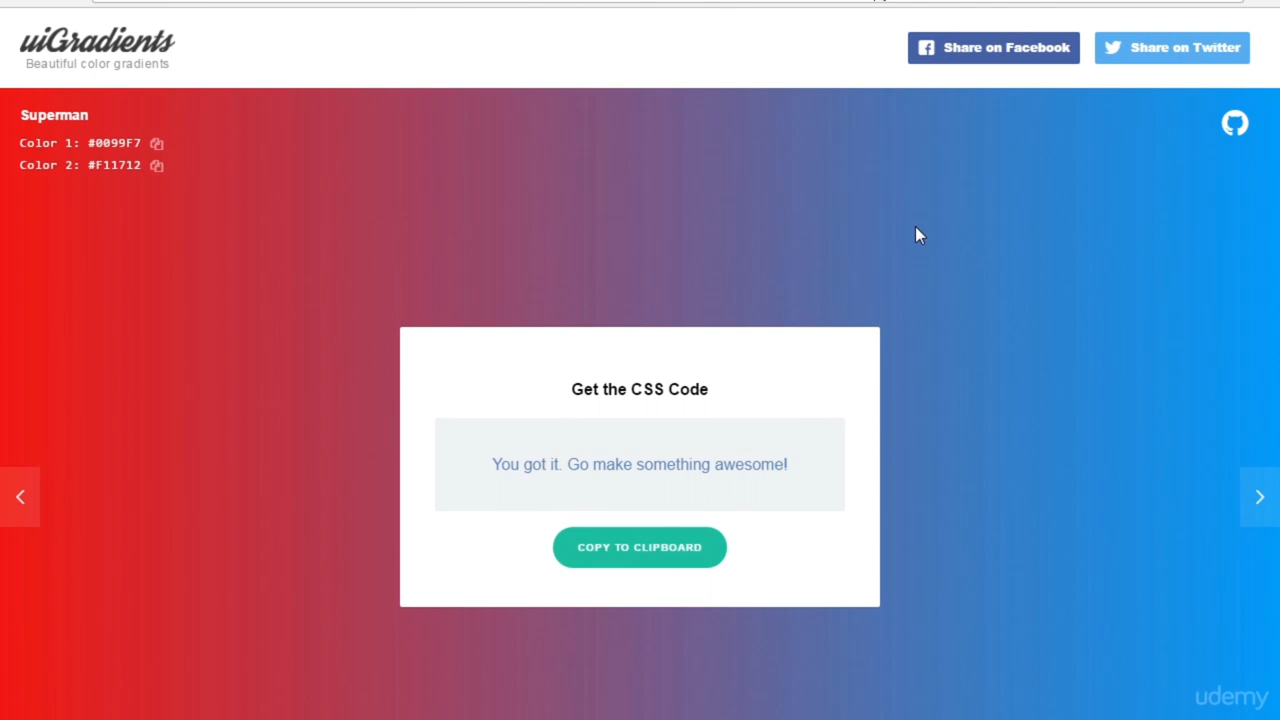 uiGradients
Beautiful color gradients
Share on Facebook
Share on Twitter
Superman
Color 1: #0099F7
Color 2: #F11712
Get the CSS Code
You got it. Go make something awesome!
COPY TO CLIPBOARD
udemy